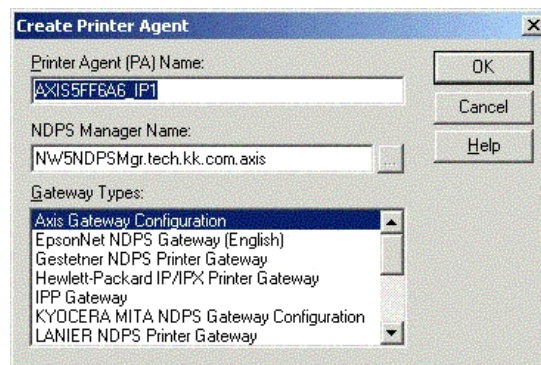 Create Printer Agent
Printer Agent (PA) Name:
AXIS5FF6A6_IP1
OK
Cancel
Help
NDPS Manager Name:
NW5NDPSMgr.tech.kk.com.axis
...
Gateway Types:
Axis Gateway Configuration
EpsonNet NDPS Gateway (English)
Gestetner NDPS Printer Gateway
Hewlett-Packard IP/IPX Printer Gateway
IPP Gateway
KYOCERA MITA NDPS Gateway Configuration
LANIER NDPS Printer Gateway